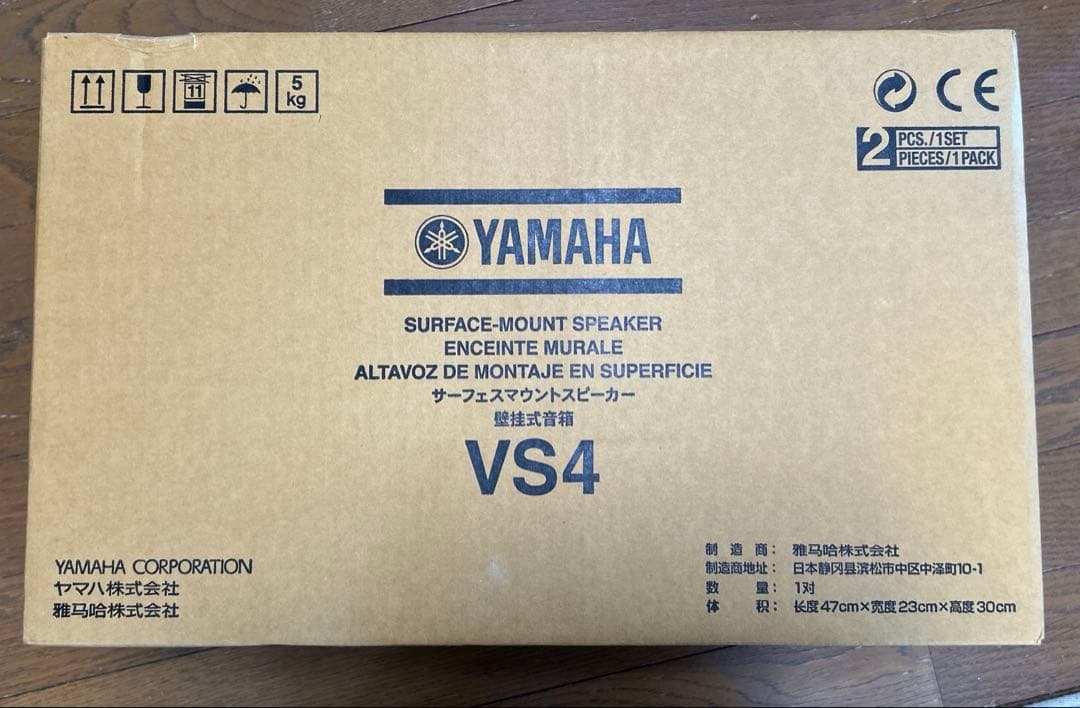 11
5
kg
CE
2
PCS./1SET
PIECES/1PACK
YAMAHA
SURFACE-MOUNT SPEAKER
ENCEINTE MURALE
ALTAVOZ DE MONTAJE EN SUPERFICIE
サーフェスマウントスピーカー
壁挂式音箱
VS4
YAMAHA CORPORATION
ヤマハ株式会社
雅马哈株式会社
制 造 商： 雅马哈株式会社
制造商地址： 日本静冈县滨松市中区中泽町10-1
数 量： 1对
体 积： 长度47cm×宽度23cm×高度30cm